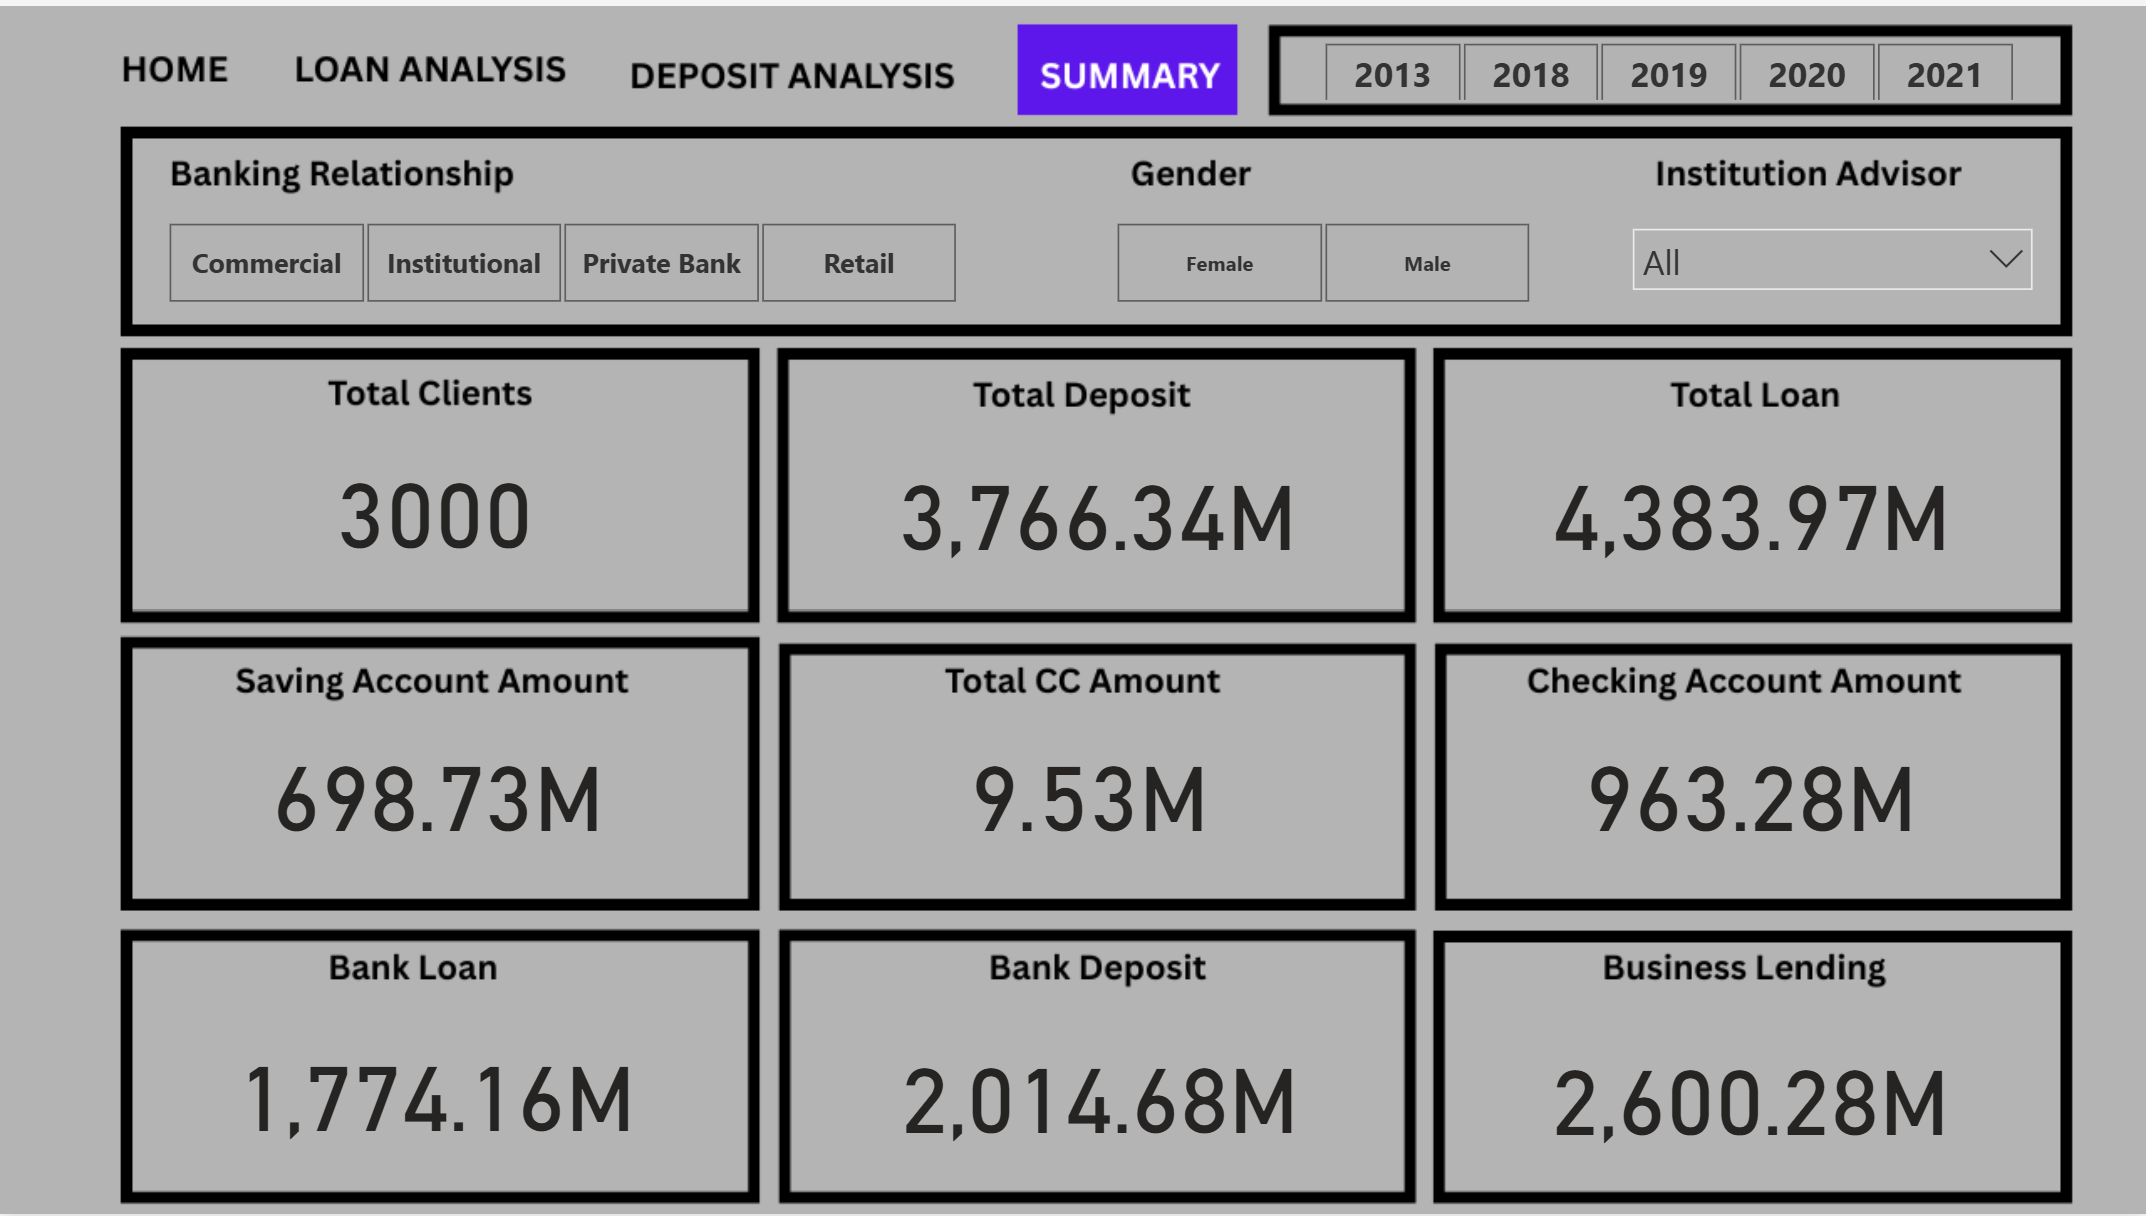 HOME
LOAN ANALYSIS
DEPOSIT ANALYSIS
SUMMARY
2013
2018
2019
2020
2021
Banking Relationship
Commercial
Institutional
Private Bank
Retail
Gender
Female
Male
Institution Advisor
All
Total Clients
3000
Total Deposit
3,766.34M
Total Loan
4,383.97M
Saving Account Amount
698.73M
Total CC Amount
9.53M
Checking Account Amount
963.28M
Bank Loan
1,774.16M
Bank Deposit
2,014.68M
Business Lending
2,600.28M